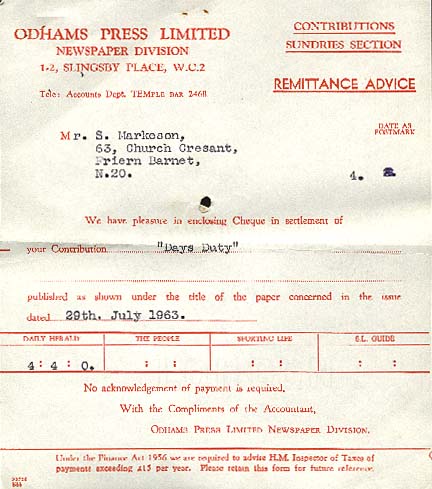 ODHAMS PRESS LIMITED
NEWSPAPER DIVISION
1-2, SLINGSBY PLACE, W.C.2
Tele: Accounts Dept. TEMPLE BAR 2468
CONTRIBUTIONS
SUNDRIES SECTION
REMITTANCE ADVICE
DATE AS
POSTMARK
Mr. S. Markeson,
63, Church Cresant,
Friern Barnet,
N.20.
4.
We have pleasure in enclosing Cheque in settlement of
your Contribution "Days Duty"
published as shown under the title of the paper concerned in the issue
dated 29th. July 1963.
DAILY HERALD THE PEOPLE SPORTING LIFE S.L. GUIDE
4 : 4 : 0. : : : : : :
No acknowledgement of payment is required.
With the Compliments of the Accountant,
ODHAMS PRESS LIMITED NEWSPAPER DIVISION.
Under the Finance Act 1956 we are required to advise H.M. Inspector of Taxes of
payments exceeding £15 per year. Please retain this form for future reference.